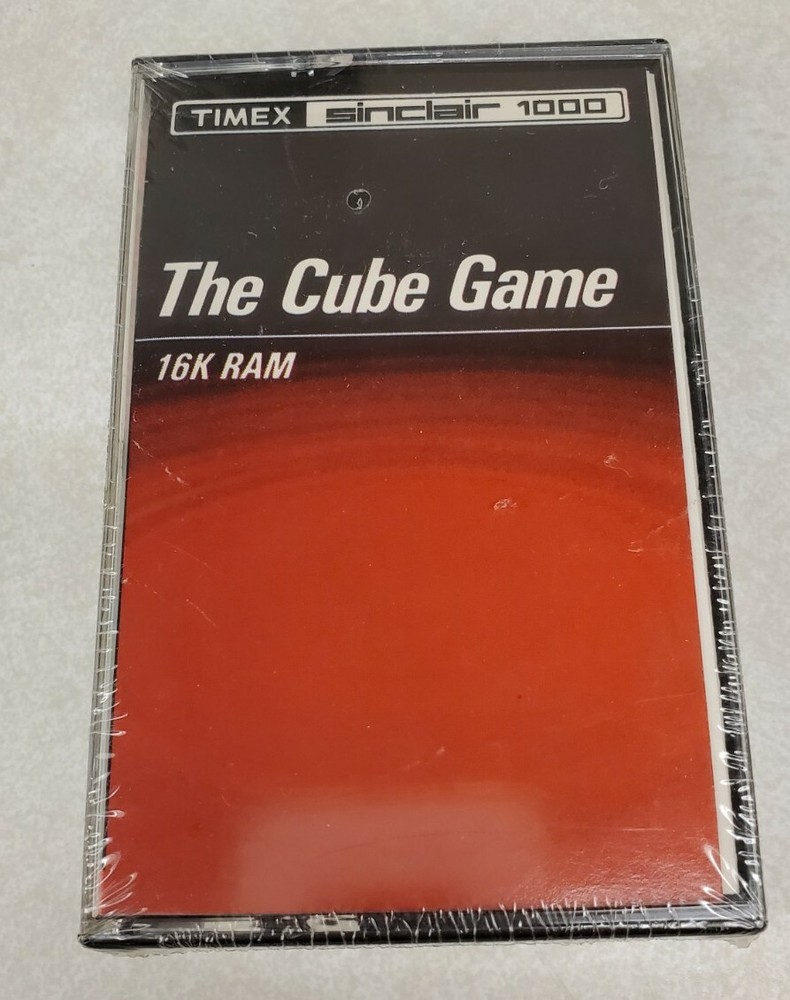 TIMEX sinclair 1000
The Cube Game
16K RAM